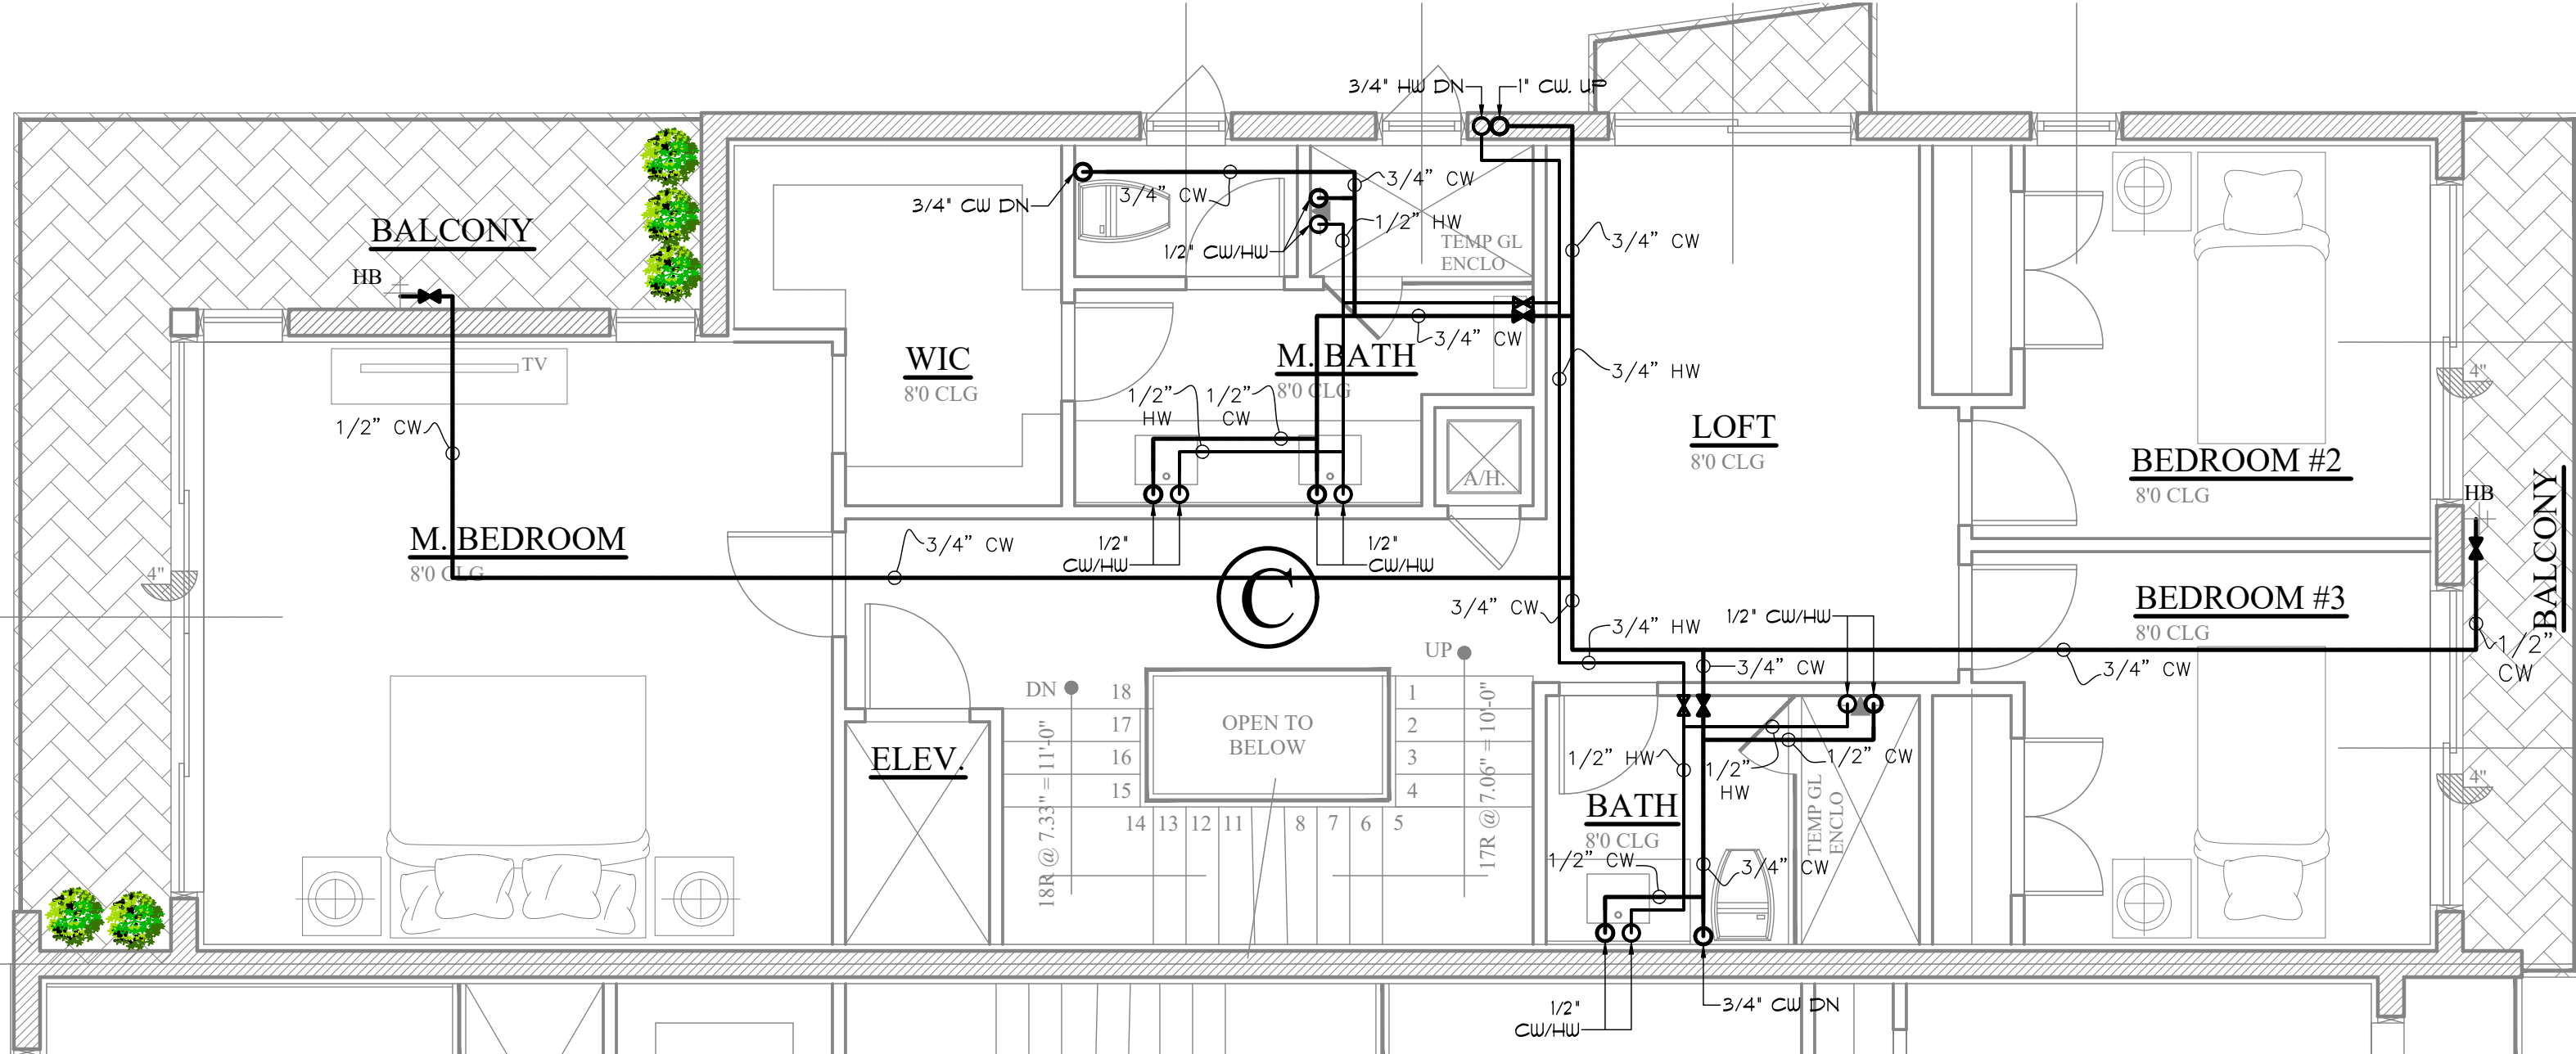 3/4" HW DN
1" CW. UP
3/4" CW DN
3/4” CW
3/4” CW
1/2” HW
1/2" CW/HW
TEMP GL
ENCLO
3/4” CW
BALCONY
HB
TV
WIC
8'0 CLG
M. BATH
8'0 CLG
3/4” CW
3/4” HW
1/2”
HW
1/2”
CW
1/2” CW
A/H.
LOFT
8'0 CLG
BEDROOM #2
8'0 CLG
4"
HB
BALCONY
M. BEDROOM
8'0 CLG
4"
3/4” CW
1/2"
CW/HW
1/2"
CW/HW
C
3/4” CW
3/4” HW
1/2" CW/HW
BEDROOM #3
8'0 CLG
1/2”
CW
3/4” CW
3/4” CW
UP
DN
18
17
16
15
14
13
12
11
8
7
6
5
1
2
3
4
OPEN TO
BELOW
18R @ 7.33" = 11'-0"
17R @ 7.06" = 10'-0"
ELEV.
1/2” HW
1/2”
HW
1/2” CW
4"
BATH
8'0 CLG
TEMP GL
ENCLO
1/2” CW
3/4” CW
3/4" CW DN
1/2"
CW/HW